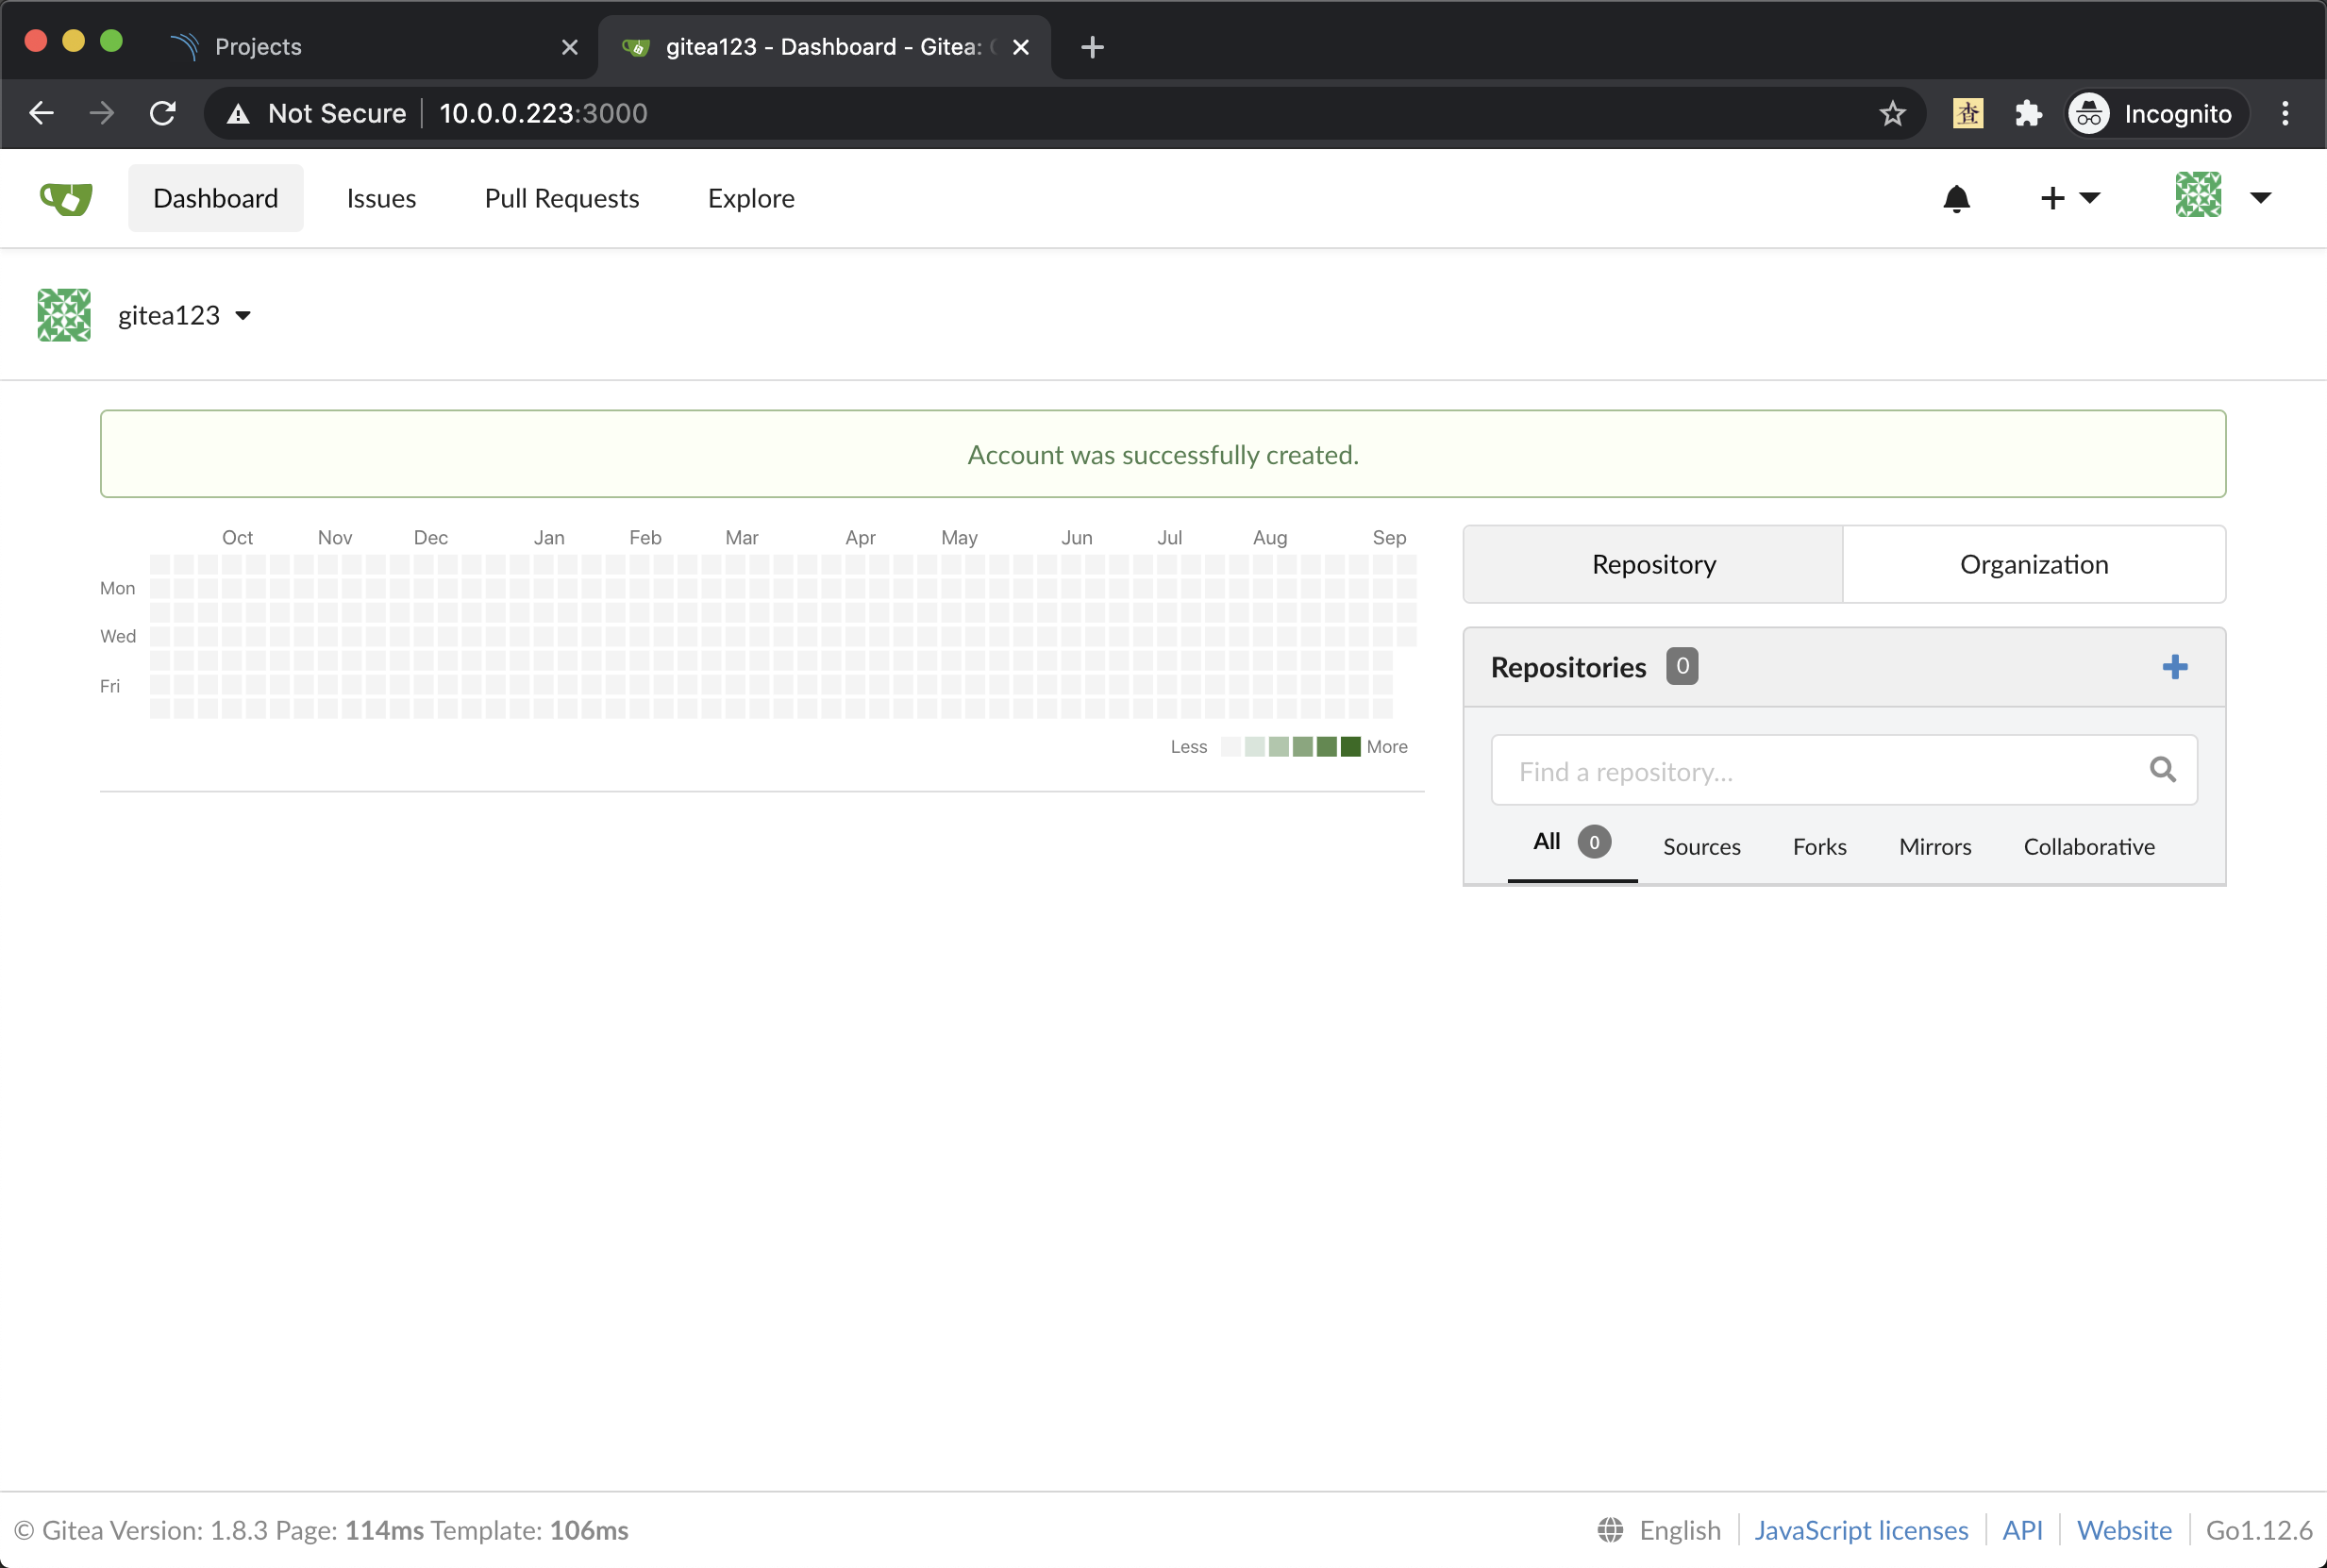 Projects
gitea123 - Dashboard - Gitea:
Not Secure 10.0.0.223:3000
查
Incognito
Dashboard Issues Pull Requests Explore
gitea123
Account was successfully created.
Oct Nov Dec Jan Feb Mar Apr May Jun Jul Aug Sep
Mon
Wed
Fri
Less More
Repository Organization
Repositories 0
Find a repository...
All 0 Sources Forks Mirrors Collaborative
© Gitea Version: 1.8.3 Page: 114ms Template: 106ms
English JavaScript licenses API Website Go1.12.6